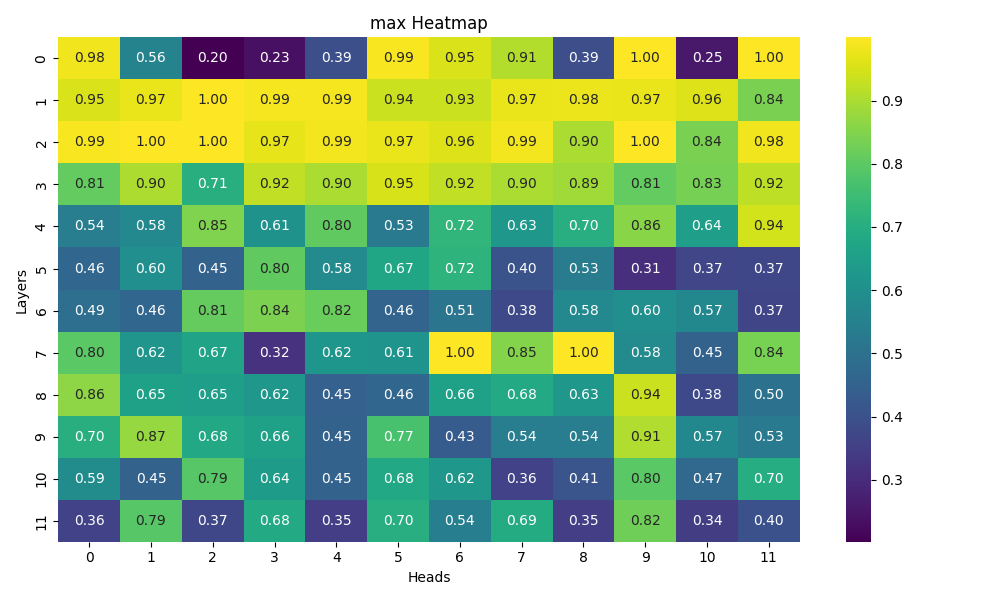 max Heatmap
0 0.98 0.56 0.20 0.23 0.39 0.99 0.95 0.91 0.39 1.00 0.25 1.00
1 0.95 0.97 1.00 0.99 0.99 0.94 0.93 0.97 0.98 0.97 0.96 0.84
2 0.99 1.00 1.00 0.97 0.99 0.97 0.96 0.99 0.90 1.00 0.84 0.98
3 0.81 0.90 0.71 0.92 0.90 0.95 0.92 0.90 0.89 0.81 0.83 0.92
4 0.54 0.58 0.85 0.61 0.80 0.53 0.72 0.63 0.70 0.86 0.64 0.94
5 0.46 0.60 0.45 0.80 0.58 0.67 0.72 0.40 0.53 0.31 0.37 0.37
6 0.49 0.46 0.81 0.84 0.82 0.46 0.51 0.38 0.58 0.60 0.57 0.37
7 0.80 0.62 0.67 0.32 0.62 0.61 1.00 0.85 1.00 0.58 0.45 0.84
8 0.86 0.65 0.65 0.62 0.45 0.46 0.66 0.68 0.63 0.94 0.38 0.50
9 0.70 0.87 0.68 0.66 0.45 0.77 0.43 0.54 0.54 0.91 0.57 0.53
10 0.59 0.45 0.79 0.64 0.45 0.68 0.62 0.36 0.41 0.80 0.47 0.70
11 0.36 0.79 0.37 0.68 0.35 0.70 0.54 0.69 0.35 0.82 0.34 0.40
0 1 2 3 4 5 6 7 8 9 10 11
Heads
Layers
0.9
0.8
0.7
0.6
0.5
0.4
0.3